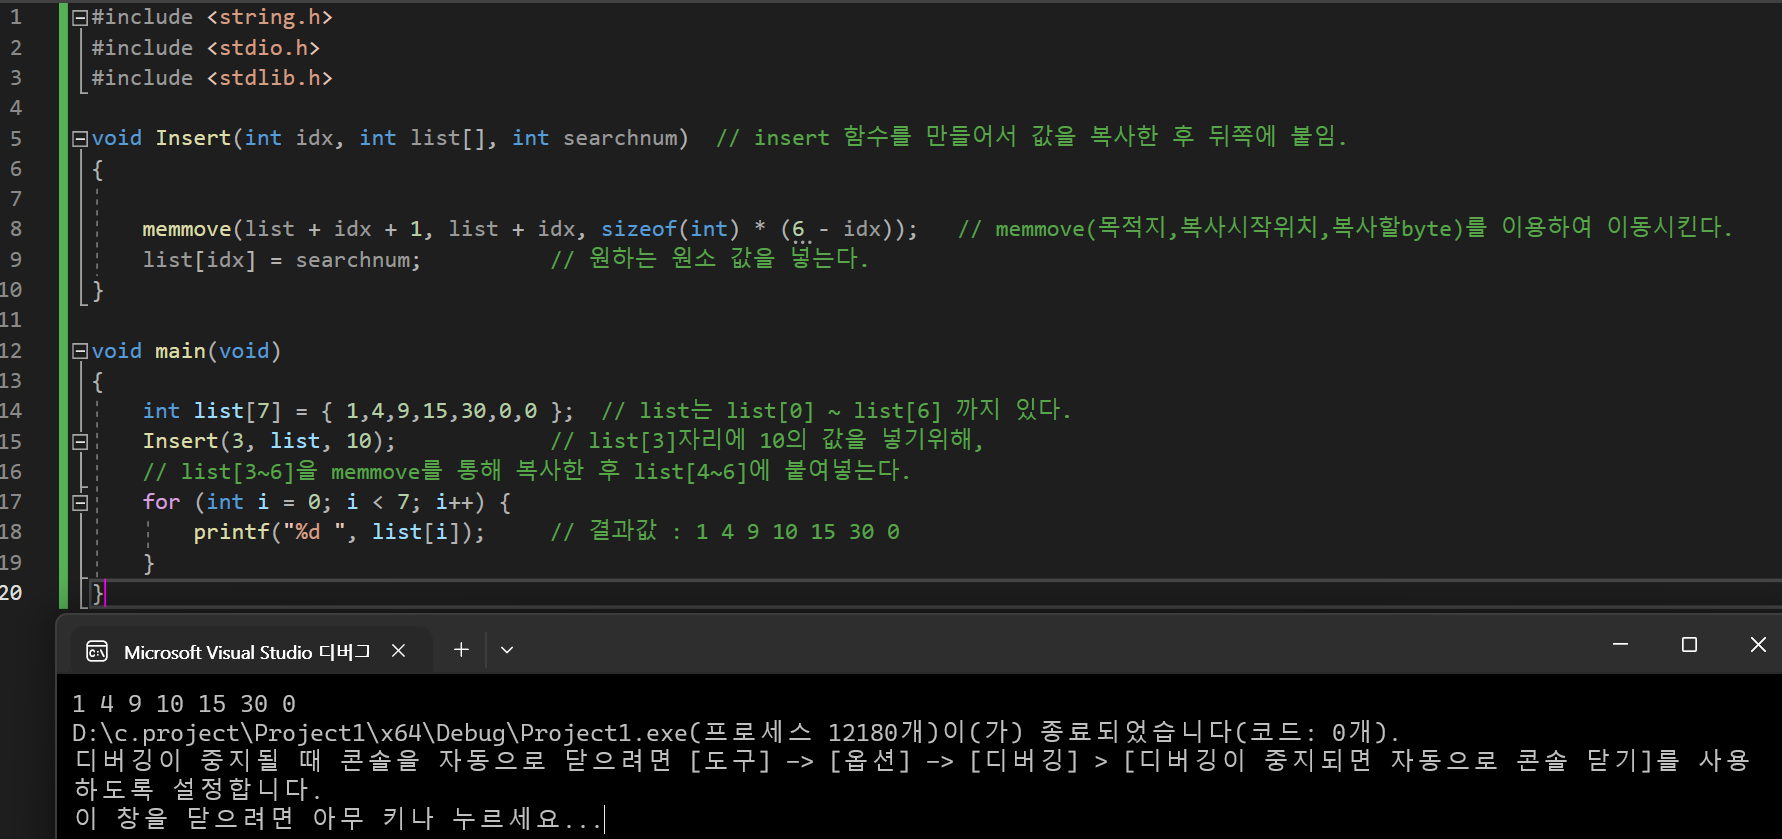 1 #include <string.h>
2 #include <stdio.h>
3 #include <stdlib.h>
4
5 void Insert(int idx, int list[], int searchnum)  // insert 함수를 만들어서 값을 복사한 후 뒤쪽에 붙임.
6 {
7
8 memmove(list + idx + 1, list + idx, sizeof(int) * (6 - idx));   // memmove(목적지,복사시작위치,복사할byte)를 이용하여 이동시킨다.
9 list[idx] = searchnum;          // 원하는 원소 값을 넣는다.
10 }
11
12 void main(void)
13 {
14 int list[7] = { 1,4,9,15,30,0,0 };  // list는 list[0] ~ list[6] 까지 있다.
15 Insert(3, list, 10);            // list[3]자리에 10의 값을 넣기위해,
16 // list[3~6]을 memmove를 통해 복사한 후 list[4~6]에 붙여넣는다.
17 for (int i = 0; i < 7; i++) {
18 printf("%d ", list[i]);     // 결과값 : 1 4 9 10 15 30 0
19 }
20 }
Microsoft Visual Studio 디버그
1 4 9 10 15 30 0
D:\c.project\Project1\x64\Debug\Project1.exe(프로세스 12180개)이(가) 종료되었습니다(코드: 0개).
디버깅이 중지될 때 콘솔을 자동으로 닫으려면 [도구] -> [옵션] -> [디버깅] > [디버깅이 중지되면 자동으로 콘솔 닫기]를 사용
하도록 설정합니다.
이 창을 닫으려면 아무 키나 누르세요...